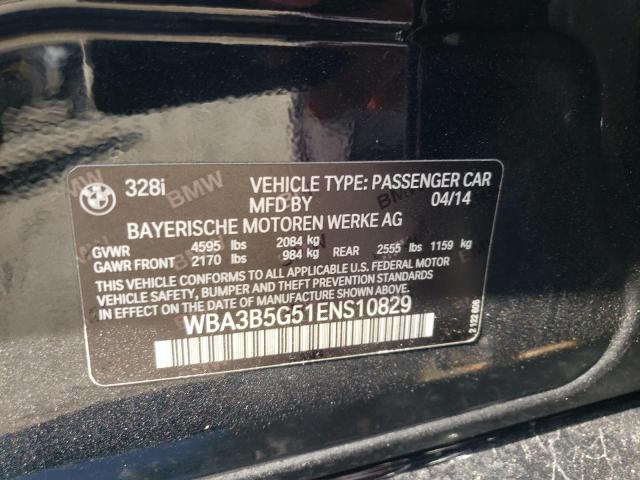 328i VEHICLE TYPE: PASSENGER CAR
MFD BY 04/14
BAYERISCHE MOTOREN WERKE AG
GVWR 4595 lbs 2084 kg
GAWR FRONT 2170 lbs 984 kg REAR 2555 lbs 1159 kg
THIS VEHICLE CONFORMS TO ALL APPLICABLE U.S. FEDERAL MOTOR
VEHICLE SAFETY, BUMPER AND THEFT PREVENTION STANDARDS
IN EFFECT ON THE DATE OF MANUFACTURE SHOWN ABOVE.
WBA3B5G51ENS10829